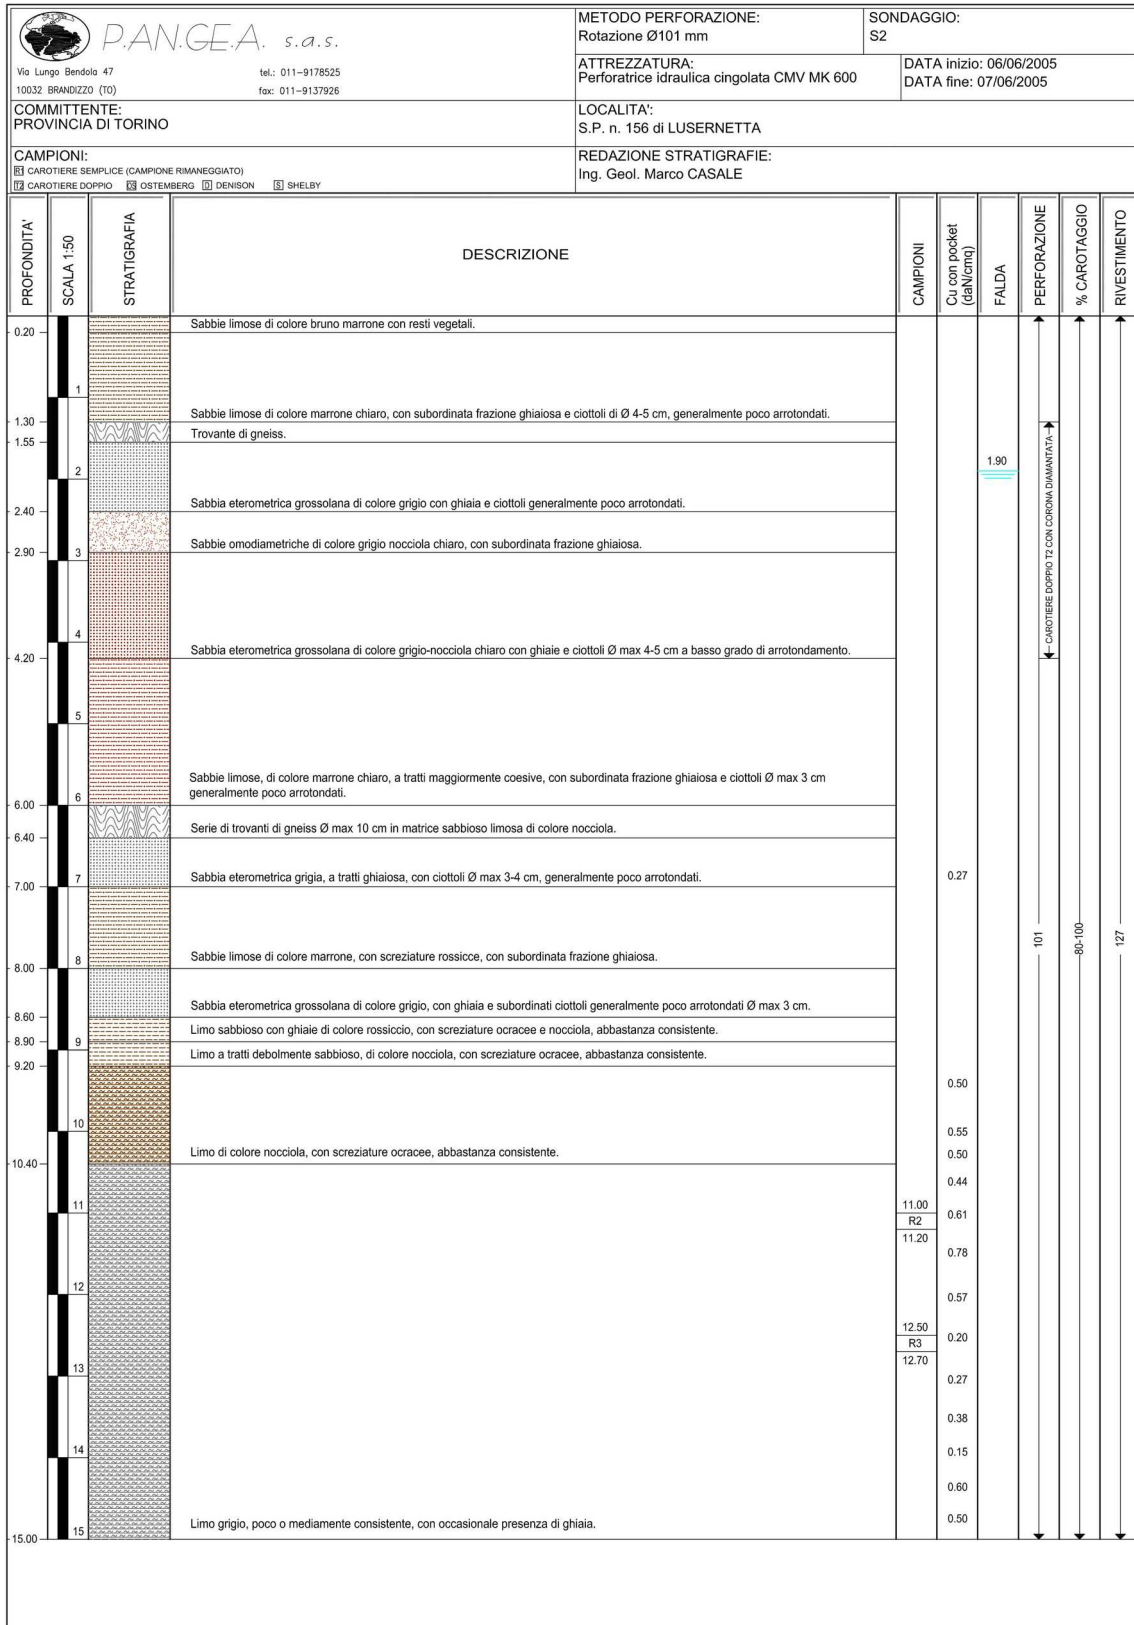 P.AN.GE.A. s.a.s.
Via Lungo Bendola 47
tel.: 011-9178525
10032 BRANDIZZO (TO)
fax: 011-9137926
METODO PERFORAZIONE:
Rotazione Ø101 mm
SONDAGGIO:
S2
ATTREZZATURA:
Perforatrice idraulica cingolata CMV MK 600
DATA inizio: 06/06/2005
DATA fine: 07/06/2005
COMMITTENTE:
PROVINCIA DI TORINO
LOCALITA':
S.P. n. 156 di LUSERNETTA
CAMPIONI:
R1 CAROTIERE SEMPLICE (CAMPIONE RIMANEGGIATO)
T2 CAROTIERE DOPPIO OS OSTEMBERG D DENISON S SHELBY
REDAZIONE STRATIGRAFIE:
Ing. Geol. Marco CASALE
PROFONDITA'
SCALA 1:50
STRATIGRAFIA
DESCRIZIONE
CAMPIONI
Cu con pocket
(daN/cmq)
FALDA
PERFORAZIONE
% CAROTAGGIO
RIVESTIMENTO
Sabbie limose di colore bruno marrone con resti vegetali.
0.20
1
Sabbie limose di colore marrone chiaro, con subordinata frazione ghiaiosa e ciottoli di Ø 4-5 cm, generalmente poco arrotondati.
1.30
Trovante di gneiss.
1.55
1.90
2
CAROTIERE DOPPIO T2 CON CORONA DIAMANTATA
Sabbia eterometrica grossolana di colore grigio con ghiaia e ciottoli generalmente poco arrotondati.
2.40
Sabbie omodiametriche di colore grigio nocciola chiaro, con subordinata frazione ghiaiosa.
2.90
3
4
Sabbia eterometrica grossolana di colore grigio-nocciola chiaro con ghiaie e ciottoli Ø max 4-5 cm a basso grado di arrotondamento.
4.20
5
Sabbie limose, di colore marrone chiaro, a tratti maggiormente coesive, con subordinata frazione ghiaiosa e ciottoli Ø max 3 cm
generalmente poco arrotondati.
6
6.00
Serie di trovanti di gneiss Ø max 10 cm in matrice sabbioso limosa di colore nocciola.
6.40
Sabbia eterometrica grigia, a tratti ghiaiosa, con ciottoli Ø max 3-4 cm, generalmente poco arrotondati.
0.27
7
7.00
101
80-100
127
Sabbie limose di colore marrone, con screziature rossicce, con subordinata frazione ghiaiosa.
8
8.00
Sabbia eterometrica grossolana di colore grigio, con ghiaia e subordinati ciottoli generalmente poco arrotondati Ø max 3 cm.
8.60
Limo sabbioso con ghiaie di colore rossiccio, con screziature ocracee e nocciola, abbastanza consistente.
8.90
9
Limo a tratti debolmente sabbioso, di colore nocciola, con screziature ocracee, abbastanza consistente.
9.20
0.50
10
0.55
Limo di colore nocciola, con screziature ocracee, abbastanza consistente.
0.50
10.40
0.44
11
11.00
R2
0.61
11.20
0.78
12
0.57
12.50
R3
0.20
12.70
13
0.27
0.38
14
0.15
0.60
0.50
Limo grigio, poco o mediamente consistente, con occasionale presenza di ghiaia.
15
15.00